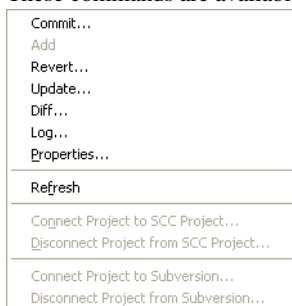 Commit...
Add
Revert...
Update...
Diff...
Log...
Properties...
Refresh
Connect Project to SCC Project...
Disconnect Project from SCC Project...
Connect Project to Subversion...
Disconnect Project from Subversion...